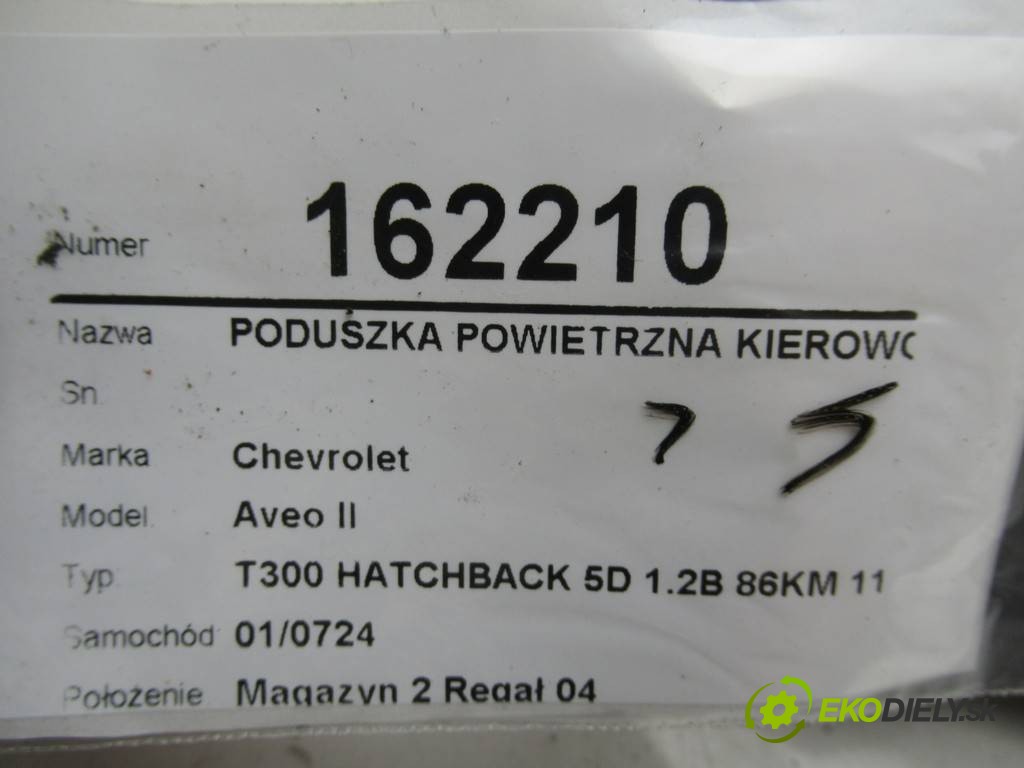 Numer 162210
Nazwa PODUSZKA POWIETRZNA KIEROWC
Sn
75
Marka Chevrolet
Model Aveo II
Typ T300 HATCHBACK 5D 1.2B 86KM 11
Samochód 01/0724
Położenie Magazyn 2 Regał 04
EKODIELY.SK